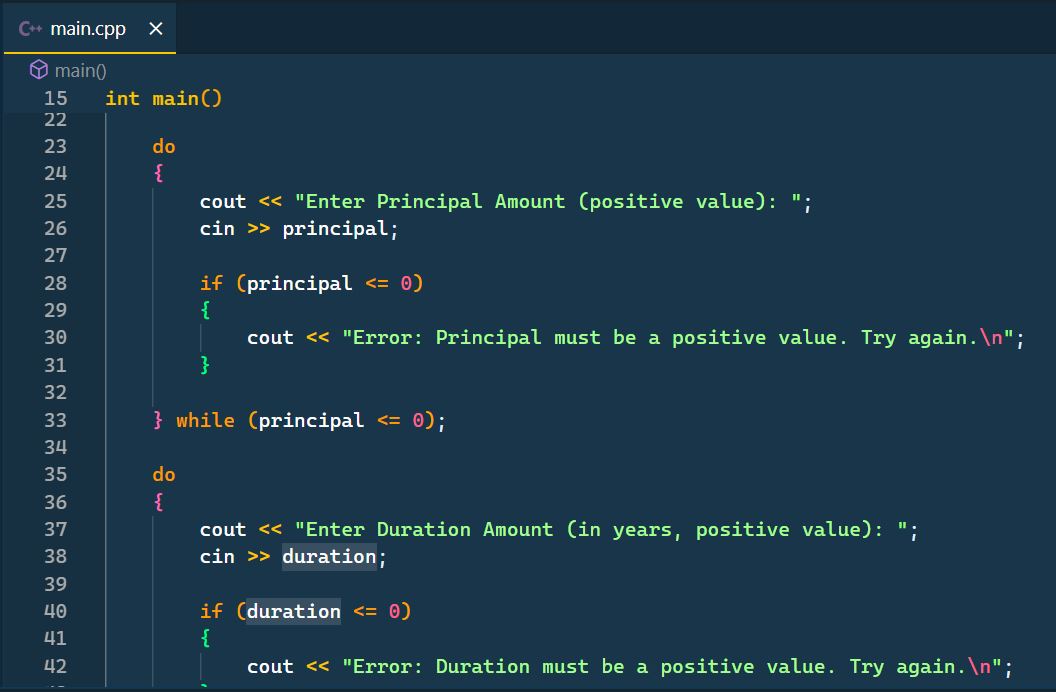 C++ main.cpp ×
main()
15 int main()
22
23 do
24 {
25 cout << "Enter Principal Amount (positive value): ";
26 cin >> principal;
27
28 if (principal <= 0)
29 {
30 cout << "Error: Principal must be a positive value. Try again.\n";
31 }
32
33 } while (principal <= 0);
34
35 do
36 {
37 cout << "Enter Duration Amount (in years, positive value): ";
38 cin >> duration;
39
40 if (duration <= 0)
41 {
42 cout << "Error: Duration must be a positive value. Try again.\n";